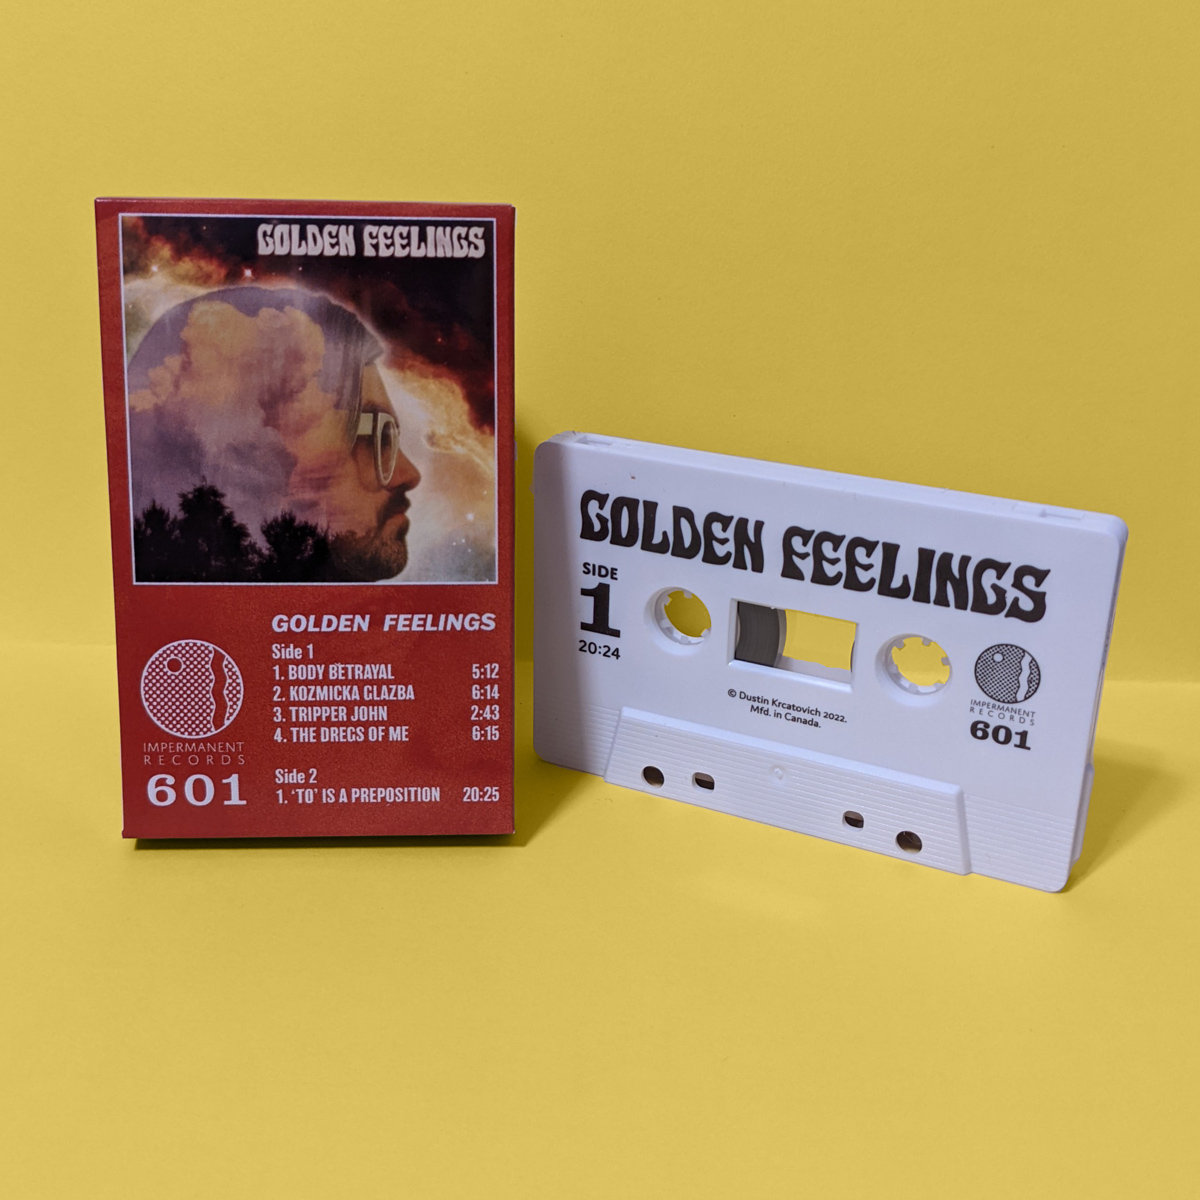 GOLDEN FEELINGS
GOLDEN FEELINGS
Side 1
1. BODY BETRAYAL 5:12
2. KOZMICKA GLAZBA 6:14
3. TRIPPER JOHN 2:43
4. THE DREGS OF ME 6:15
Side 2
1. ‘TO’ IS A PREPOSITION 20:25
IMPERMANENT
RECORDS
601
GOLDEN FEELINGS
SIDE
1
20:24
© Dustin Krcatovich 2022.
Mfd. in Canada.
IMPERMANENT
RECORDS
601